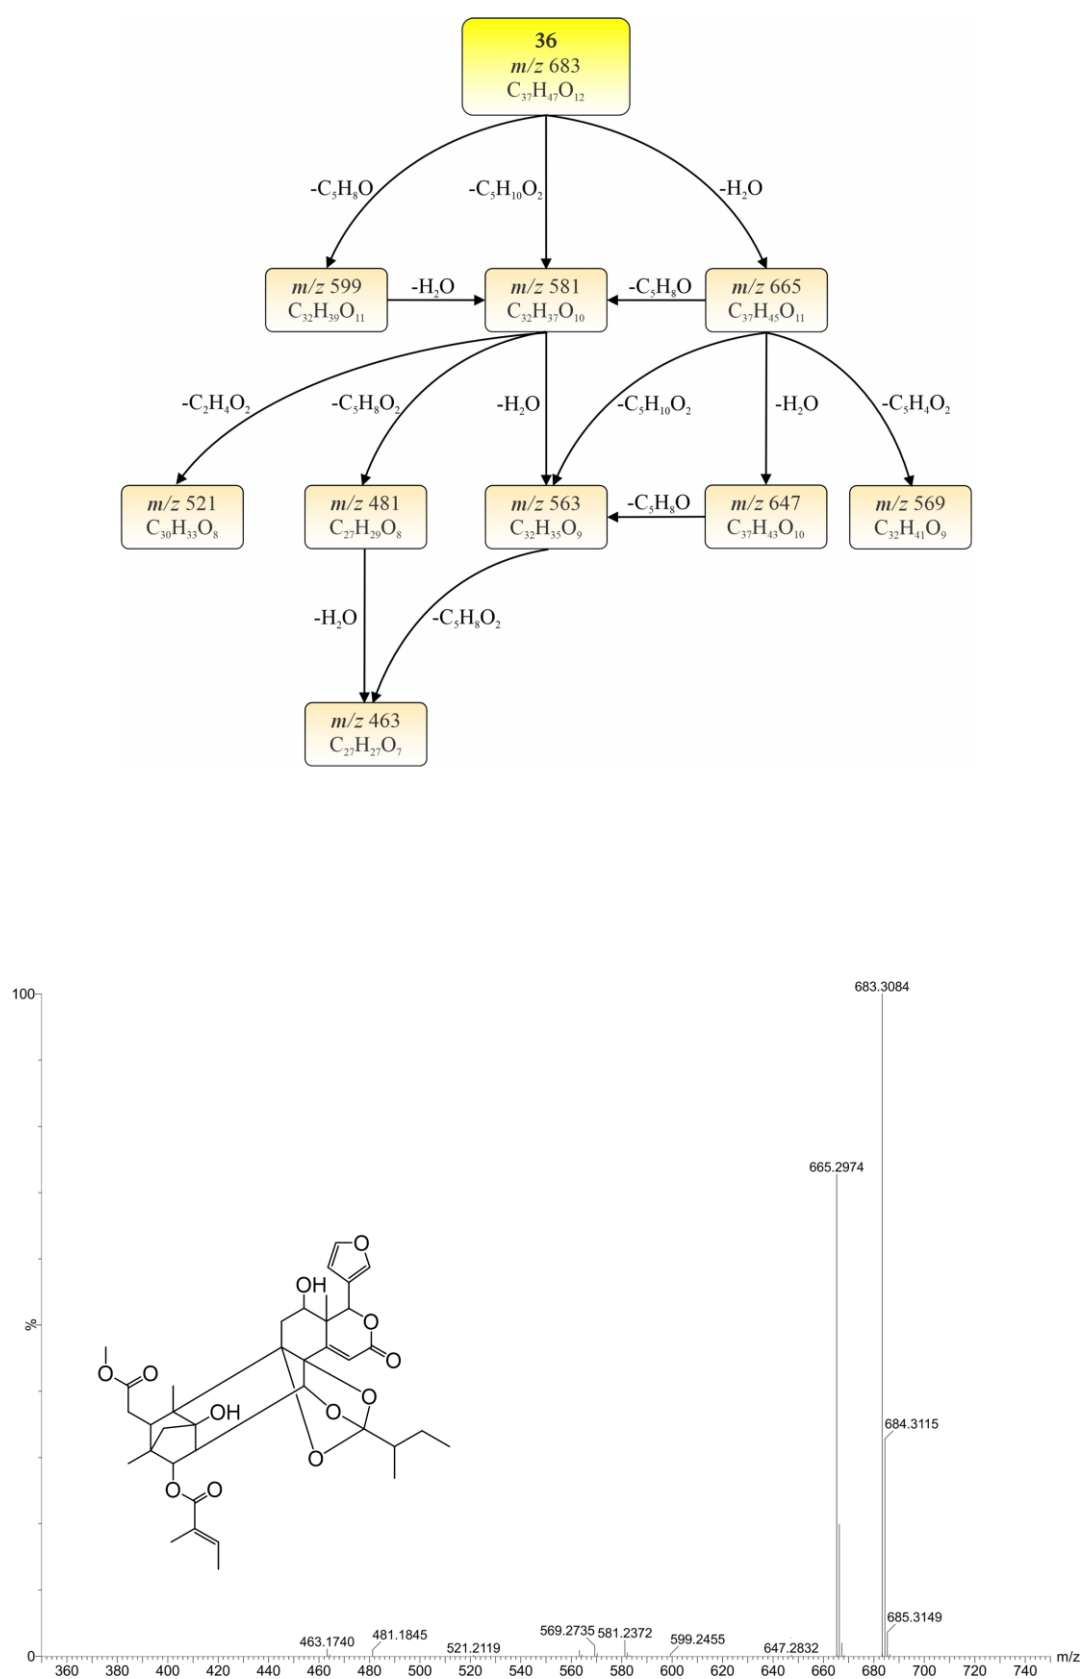 36
m/z 683
C₃₇H₄₇O₁₂
-C₅H₈O
-C₅H₁₀O₂
-H₂O
m/z 599
C₃₂H₃₉O₁₁
-H₂O
m/z 581
C₃₂H₃₇O₁₀
-C₅H₈O
m/z 665
C₃₇H₄₅O₁₁
-C₂H₄O₂
-C₅H₈O₂
-H₂O
-C₅H₁₀O₂
-H₂O
-C₅H₄O₂
m/z 521
C₃₀H₃₃O₈
m/z 481
C₂₇H₂₉O₈
m/z 563
C₃₂H₃₅O₉
-C₅H₈O
m/z 647
C₃₇H₄₃O₁₀
m/z 569
C₃₂H₄₁O₉
-H₂O
-C₅H₈O₂
m/z 463
C₂₇H₂₇O₇
100
683.3084
665.2974
O
OH
O
O
%
O
O
O
OH
O
684.3115
O
O
O
685.3149
569.2735 581.2372
481.1845
599.2455
463.1740
521.2119
647.2832
0
360 380 400 420 440 460 480 500 520 540 560 580 600 620 640 660 680 700 720 740 m/z